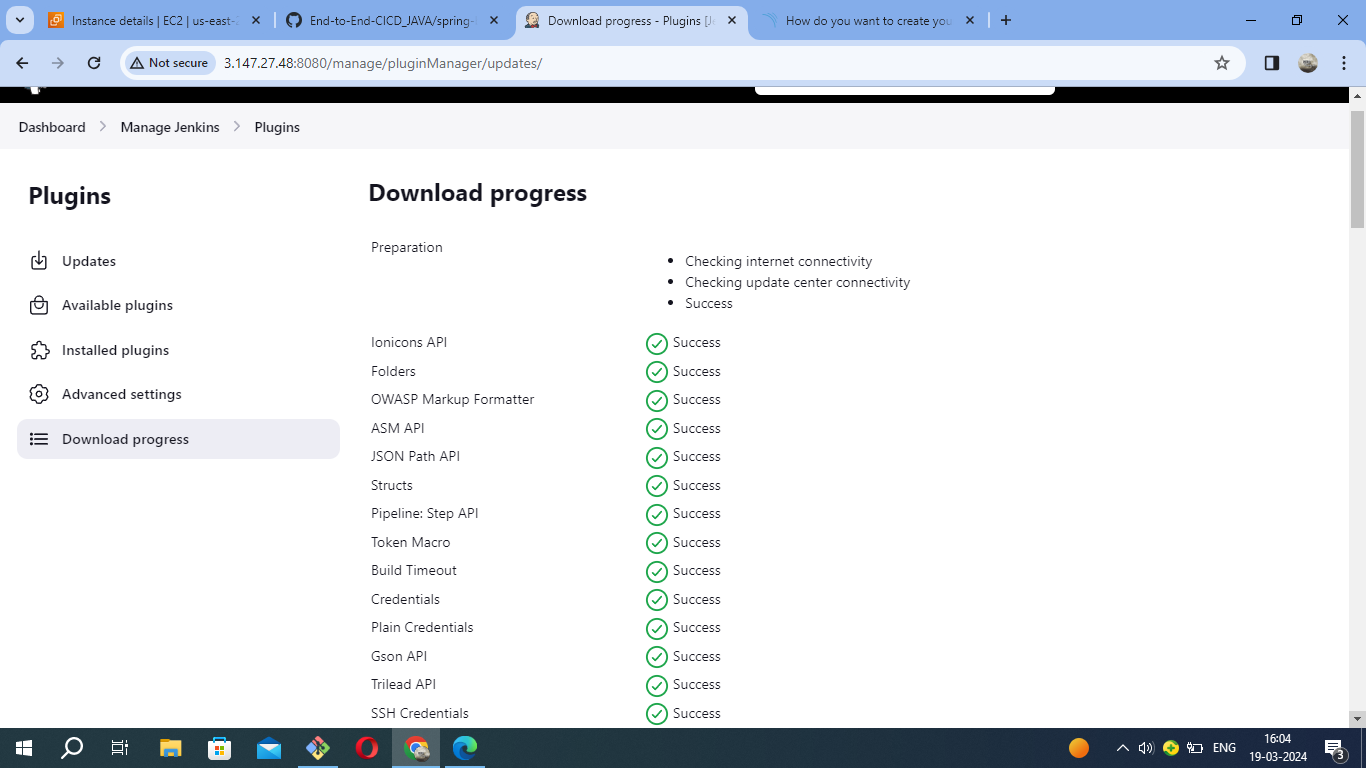 Instance details | EC2 | us-east-2
End-to-End-CICD_JAVA/spring-
Download progress - Plugins [Je
How do you want to create you
Not secure
3.147.27.48:8080/manage/pluginManager/updates/
Dashboard
Manage Jenkins
Plugins
Plugins
Updates
Available plugins
Installed plugins
Advanced settings
Download progress
Download progress
Preparation
Checking internet connectivity
Checking update center connectivity
Success
Ionicons API Success
Folders Success
OWASP Markup Formatter Success
ASM API Success
JSON Path API Success
Structs Success
Pipeline: Step API Success
Token Macro Success
Build Timeout Success
Credentials Success
Plain Credentials Success
Gson API Success
Trilead API Success
SSH Credentials Success
ENG
16:04
19-03-2024
3